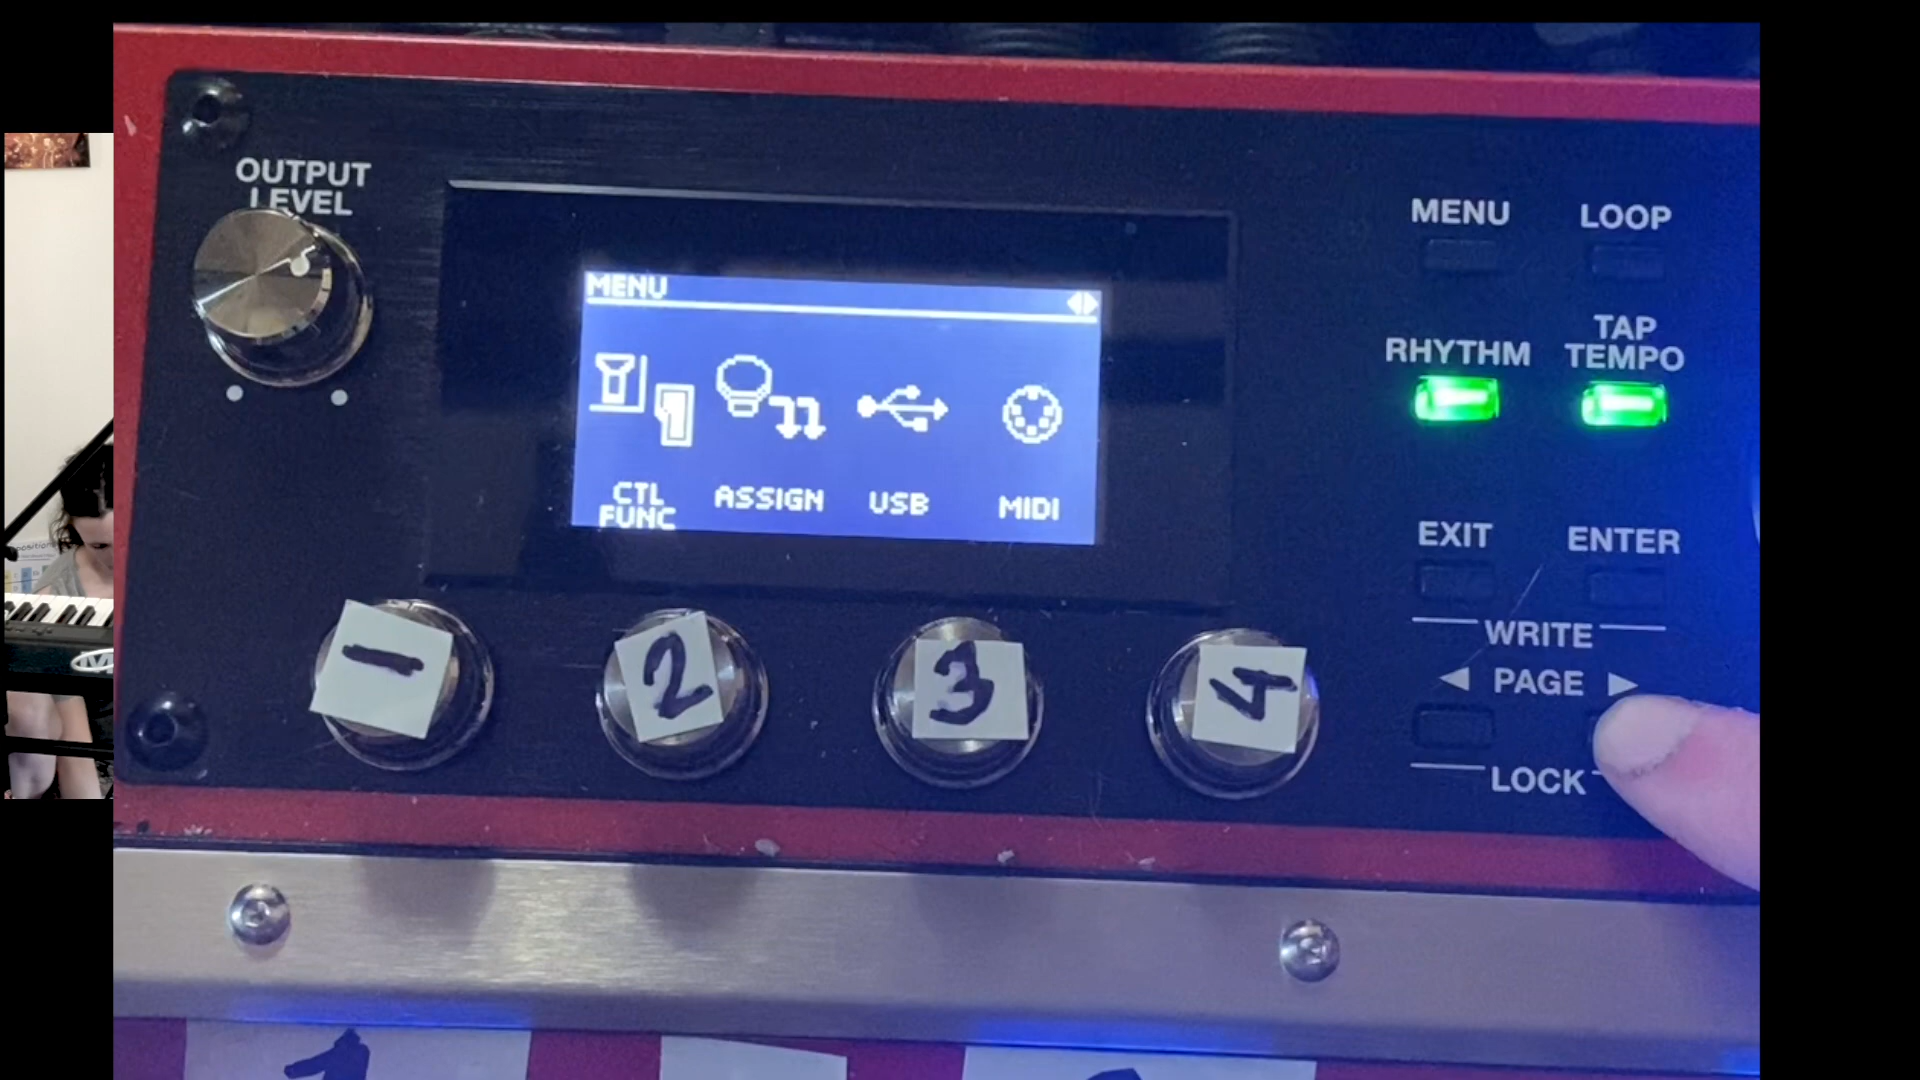 OUTPUT
LEVEL
MENU
CTL
FUNC
ASSIGN
USB
MIDI
MENU
LOOP
RHYTHM
TAP
TEMPO
EXIT
ENTER
WRITE
◀ PAGE ▶
LOCK
1
2
3
4
1